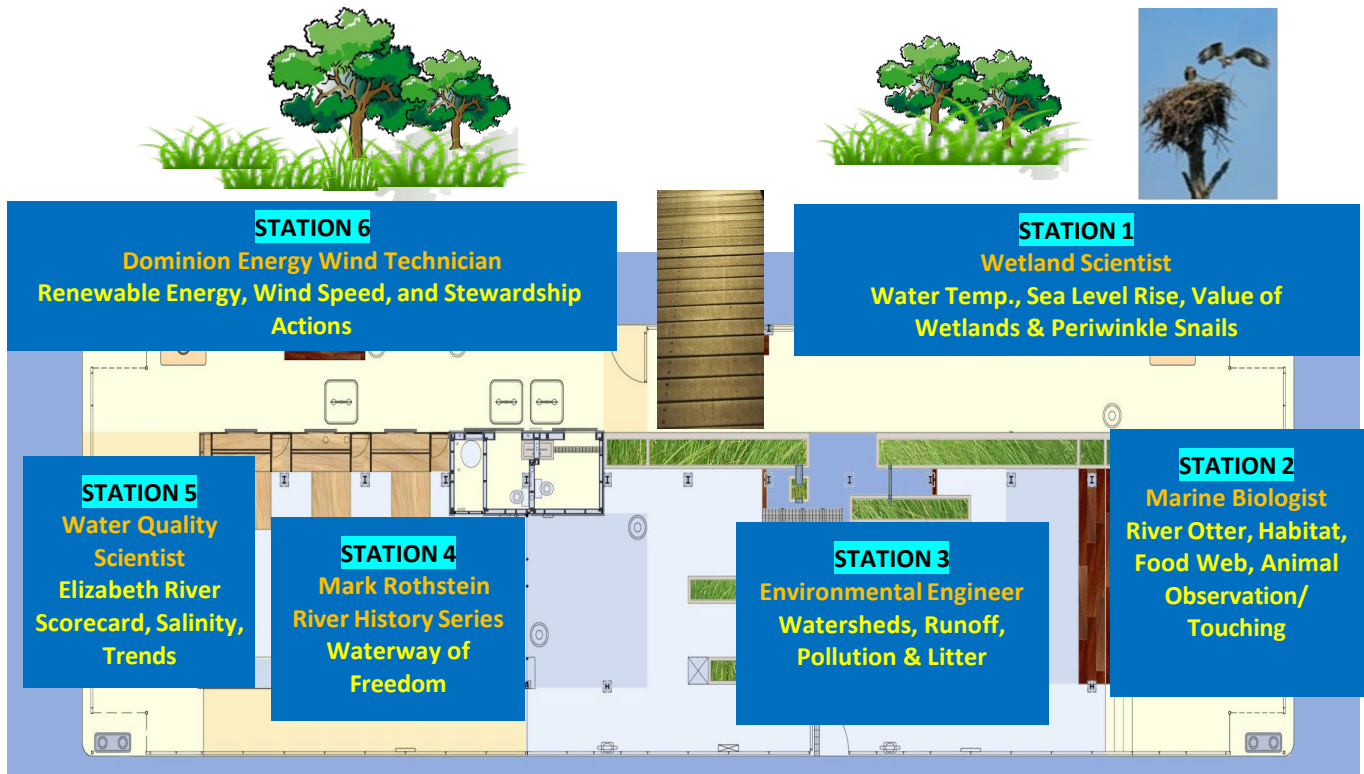 STATION 6
Dominion Energy Wind Technician
Renewable Energy, Wind Speed, and Stewardship
Actions
STATION 1
Wetland Scientist
Water Temp., Sea Level Rise, Value of
Wetlands & Periwinkle Snails
STATION 5
Water Quality
Scientist
Elizabeth River
Scorecard, Salinity,
Trends
STATION 4
Mark Rothstein
River History Series
Waterway of
Freedom
STATION 3
Environmental Engineer
Watersheds, Runoff,
Pollution & Litter
STATION 2
Marine Biologist
River Otter, Habitat,
Food Web, Animal
Observation/
Touching